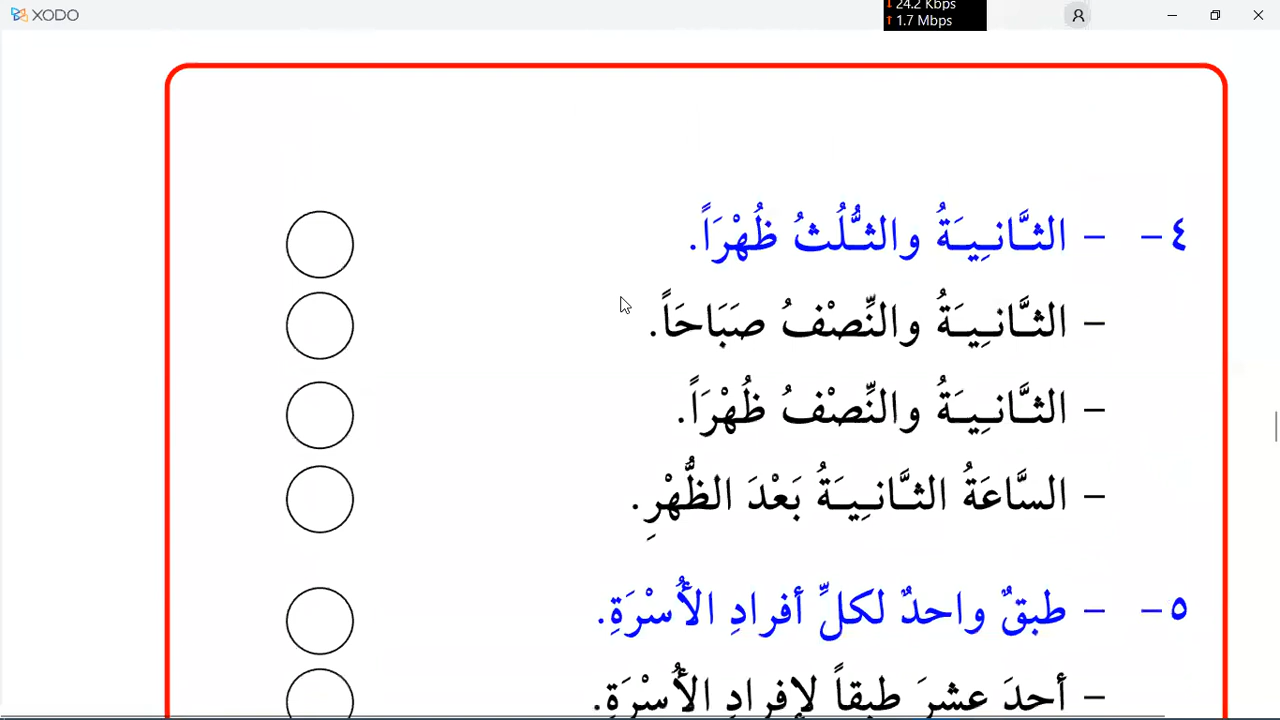 XODO
24.2 Kbps
1.7 Mbps
٤- - الثَّانِيَةُ والثُّلُثُ ظُهْرَاً.
- الثَّانِيَةُ والنِّصْفُ صَبَاحَاً.
- الثَّانِيَةُ والنِّصْفُ ظُهْرَاً.
- السَّاعَةُ الثَّانِيَةُ بَعْدَ الظُّهْرِ.
٥- - طبقٌ واحدٌ لكلِّ أفرادِ الأُسْرَةِ.
- أحدَ عشرَ طبقاً لإفرادِ الأُسْرَةِ.